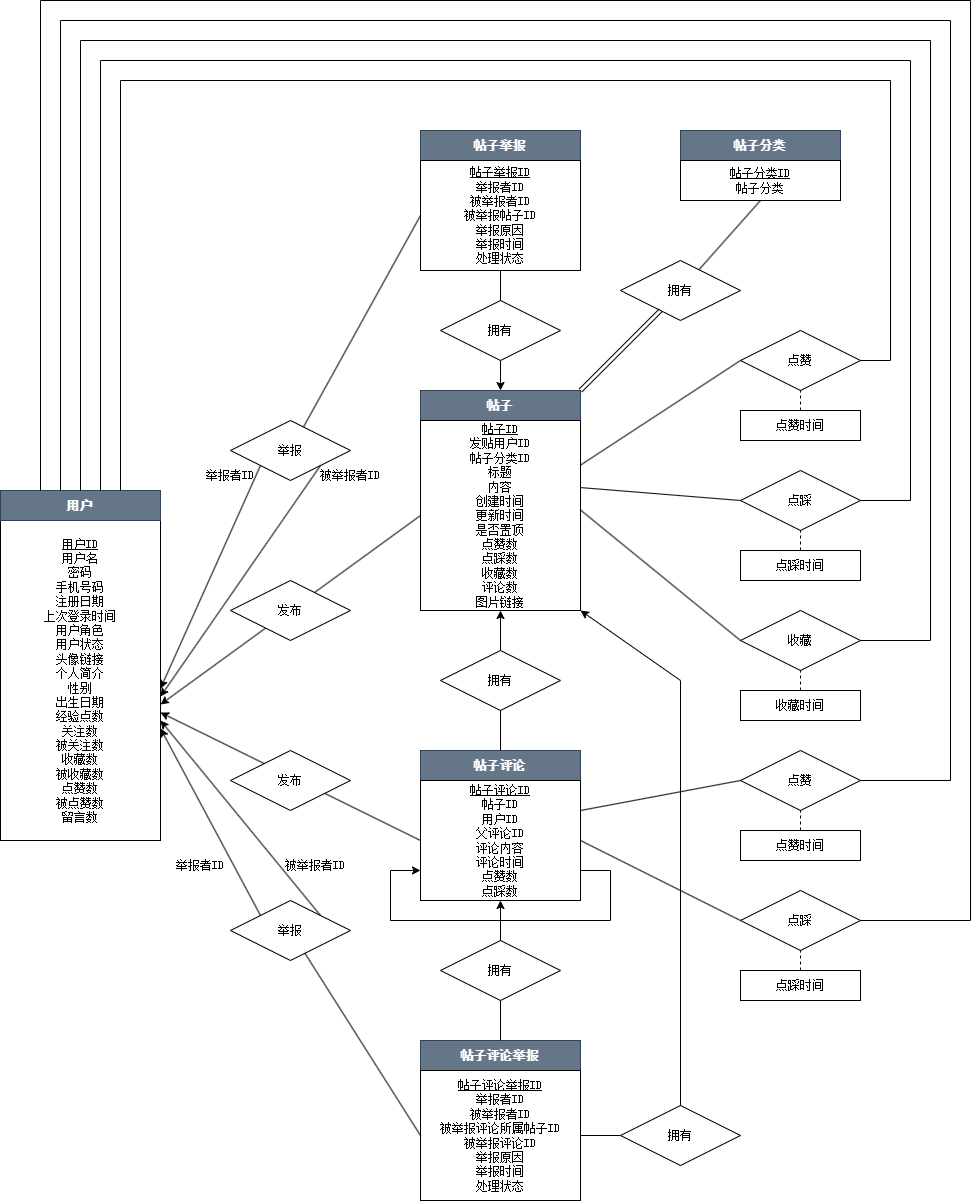 帖子举报
帖子举报ID
举报者ID
被举报者ID
被举报帖子ID
举报原因
举报时间
处理状态
帖子分类
帖子分类ID
帖子分类
拥有
拥有
点赞
点赞时间
帖子
帖子ID
发贴用户ID
帖子分类ID
标题
内容
创建时间
更新时间
是否置顶
点赞数
点踩数
收藏数
评论数
图片链接
举报
举报者ID
被举报者ID
点踩
点踩时间
用户
用户ID
用户名
密码
手机号码
注册日期
上次登录时间
用户角色
用户状态
头像链接
个人简介
性别
出生日期
经验点数
关注数
被关注数
收藏数
被收藏数
点赞数
被点赞数
留言数
发布
收藏
收藏时间
拥有
发布
帖子评论
帖子评论ID
帖子ID
用户ID
父评论ID
评论内容
评论时间
点赞数
点踩数
点赞
点赞时间
举报者ID
被举报者ID
举报
点踩
点踩时间
拥有
帖子评论举报
帖子评论举报ID
举报者ID
被举报者ID
被举报评论所属帖子ID
被举报评论ID
举报原因
举报时间
处理状态
拥有